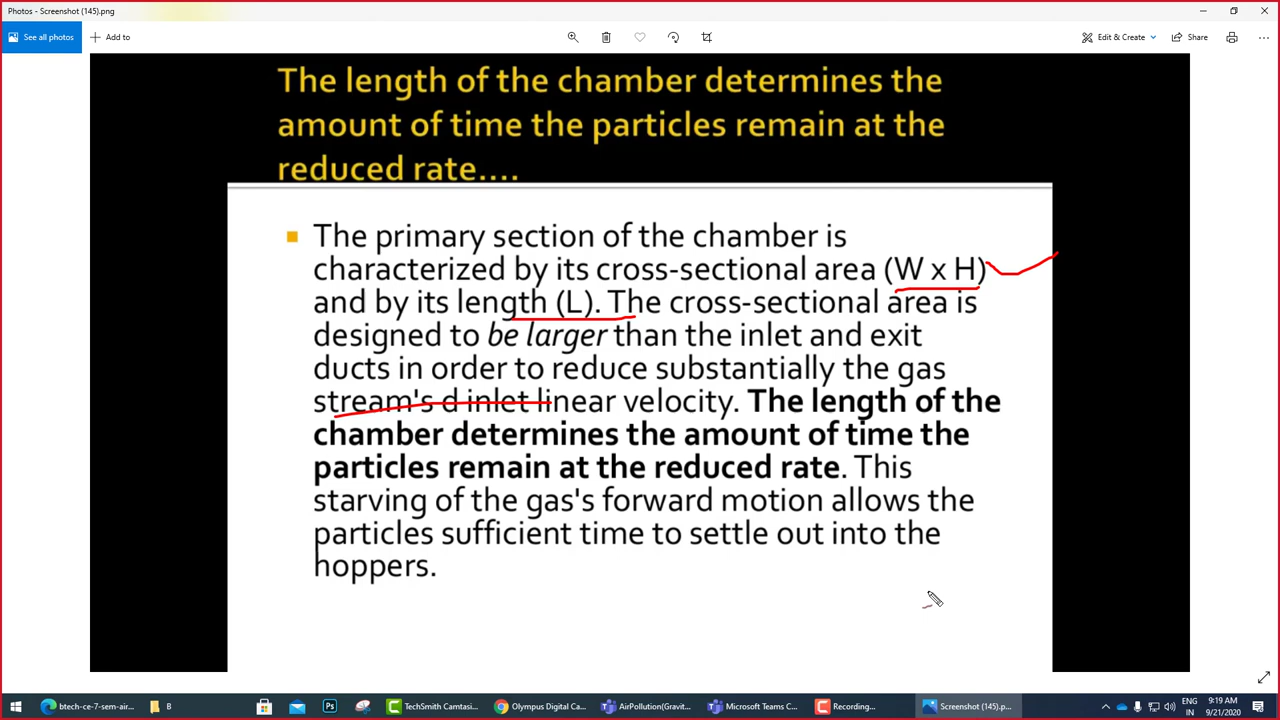 Photos - Screenshot (145).png
See all photos
Add to
Edit & Create
Share
The length of the chamber determines the
amount of time the particles remain at the
reduced rate....
The primary section of the chamber is
characterized by its cross-sectional area (W x H)
and by its length (L). The cross-sectional area is
designed to be larger than the inlet and exit
ducts in order to reduce substantially the gas
stream's d inlet linear velocity. The length of the
chamber determines the amount of time the
particles remain at the reduced rate. This
starving of the gas's forward motion allows the
particles sufficient time to settle out into the
hoppers.
btech-ce-7-sem-air...
B
TechSmith Camtasi...
Olympus Digital Ca...
AirPollution(Gravit...
Microsoft Teams C...
Recording...
Screenshot (145).p...
ENG
IN
9:19 AM
9/21/2020